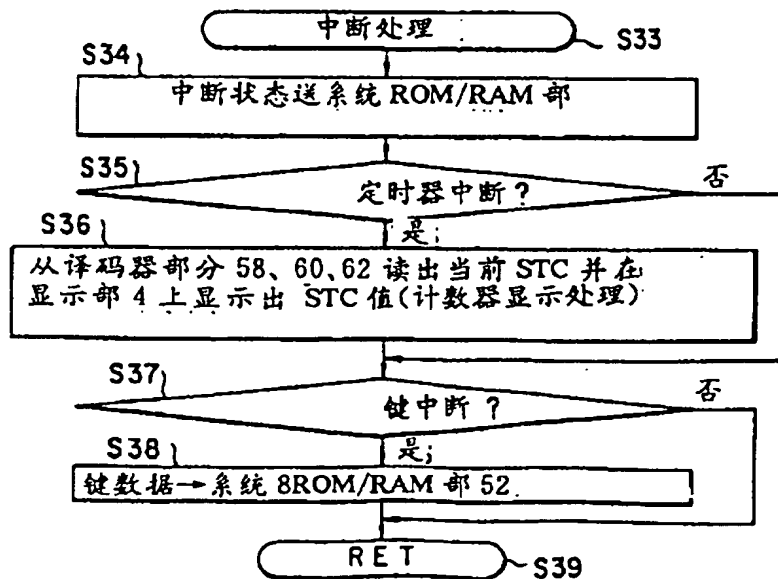 中断处理
S33
S34
中断状态送系统 ROM/RAM 部
S35
定时器中断?
否
S36
是;
从译码器部分 58、60、62 读出当前 STC 并在
显示部 4 上显示出 STC 值(计数器显示处理)
S37
键中断 ?
否
S38
是;
键数据→系统 8ROM/RAM 部 52
RET
S39